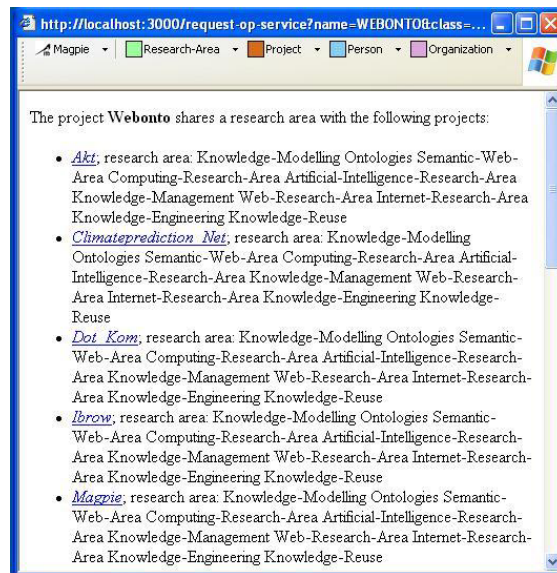 http://localhost:3000/request-op-service?name=WEBONTO&class=...
Magpie Research-Area Project Person Organization
The project Webonto shares a research area with the following projects:
• Akt; research area: Knowledge-Modelling Ontologies Semantic-Web-
Area Computing-Research-Area Artificial-Intelligence-Research-Area
Knowledge-Management Web-Research-Area Internet-Research-Area
Knowledge-Engineering Knowledge-Reuse
• Climateprediction_Net; research area: Knowledge-Modelling
Ontologies Semantic-Web-Area Computing-Research-Area Artificial-
Intelligence-Research-Area Knowledge-Management Web-Research-
Area Internet-Research-Area Knowledge-Engineering Knowledge-
Reuse
• Dot_Kom; research area: Knowledge-Modelling Ontologies Semantic-
Web-Area Computing-Research-Area Artificial-Intelligence-Research-
Area Knowledge-Management Web-Research-Area Internet-Research-
Area Knowledge-Engineering Knowledge-Reuse
• Ibrow; research area: Knowledge-Modelling Ontologies Semantic-
Web-Area Computing-Research-Area Artificial-Intelligence-Research-
Area Knowledge-Management Web-Research-Area Internet-Research-
Area Knowledge-Engineering Knowledge-Reuse
• Magpie; research area: Knowledge-Modelling Ontologies Semantic-
Web-Area Computing-Research-Area Artificial-Intelligence-Research-
Area Knowledge-Management Web-Research-Area Internet-Research-
Area Knowledge-Engineering Knowledge-Reuse